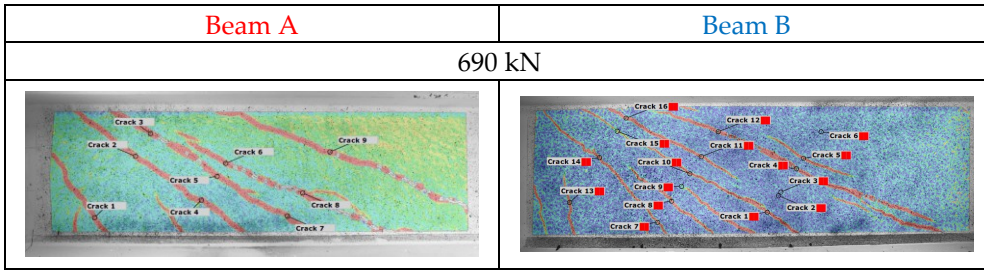 Beam A
Beam B
690 kN
Crack 3
Crack 2
Crack 6
Crack 9
Crack 5
Crack 1
Crack 4
Crack 8
Crack 7
Crack 16
Crack 12
Crack 6
Crack 15
Crack 11
Crack 14
Crack 10
Crack 4
Crack 5
Crack 13
Crack 9
Crack 3
Crack 8
Crack 2
Crack 7
Crack 1